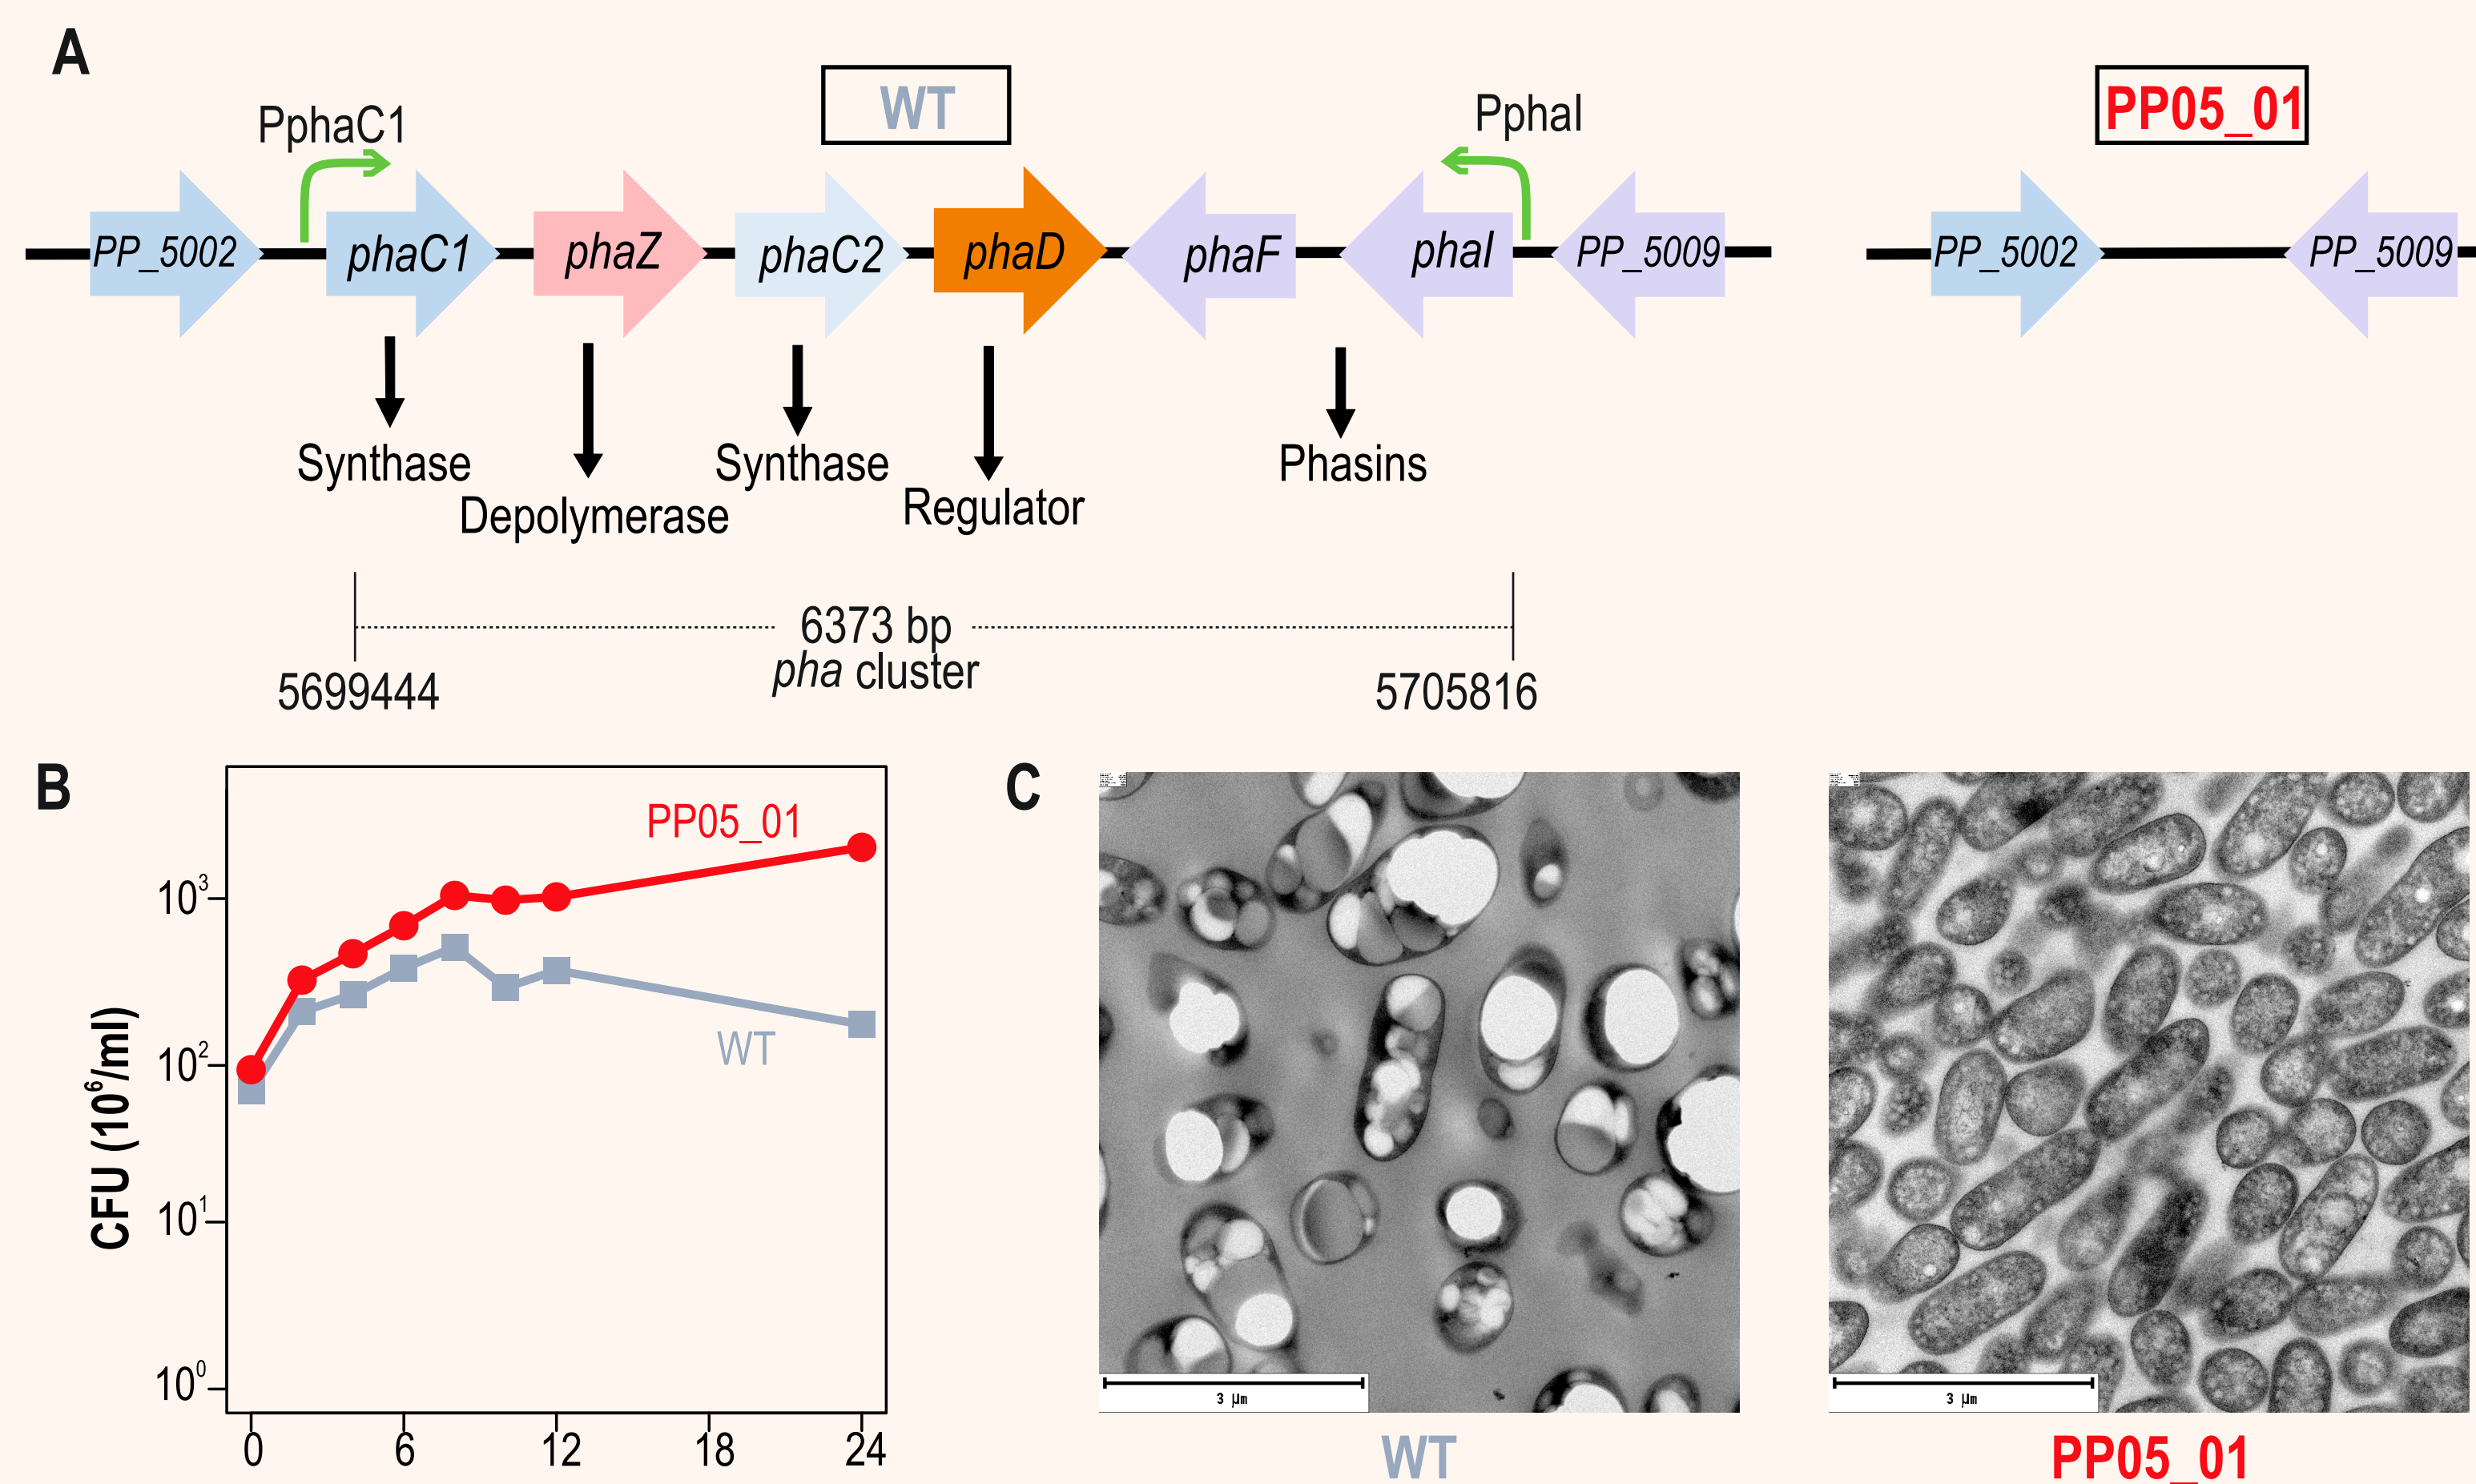 A
WT
PP05_01
PphaC1
PphaI
PP_5002
phaC1
phaZ
phaC2
phaD
phaF
phaI
PP_5009
PP_5002
PP_5009
Synthase
Depolymerase
Synthase
Regulator
Phasins
6373 bp
pha cluster
5699444
5705816
B
CFU (10⁶/ml)
10³
10²
10¹
10⁰
0
6
12
18
24
PP05_01
WT
C
3 µm
3 µm
WT
PP05_01